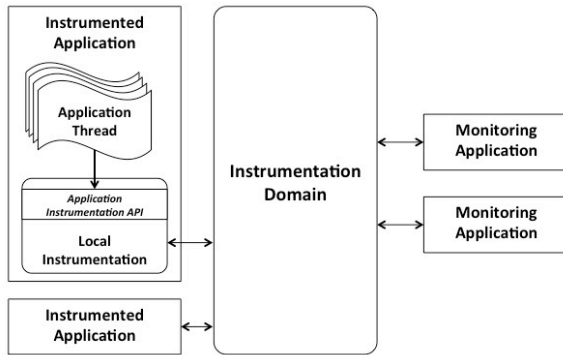 Instrumented
Application
Application
Thread
Application
Instrumentation API
Local
Instrumentation
Instrumented
Application
Instrumentation
Domain
Monitoring
Application
Monitoring
Application